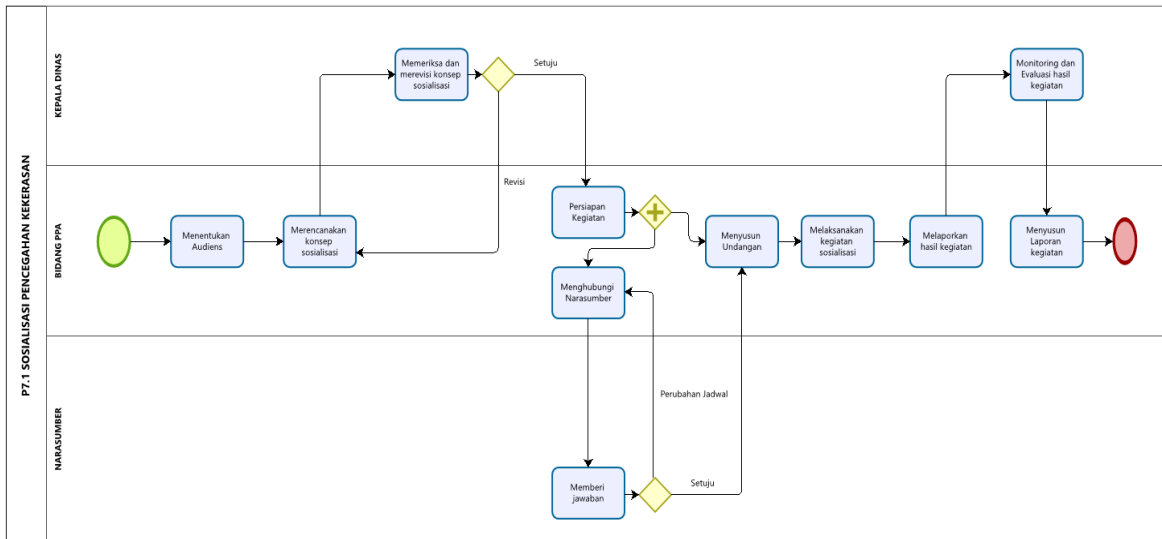 P7.1 SOSIALISASI PENCEGAHAN KEKERASAN
KEPALA DINAS
Memeriksa dan
merevisi konsep
sosialisasi
Setuju
Monitoring dan
Evaluasi hasil
kegiatan
BIDANG PPA
Menentukan
Audiens
Merencanakan
konsep
sosialisasi
Revisi
Persiapan
Kegiatan
Menghubungi
Narasumber
Menyusun
Undangan
Melaksanakan
kegiatan
sosialisasi
Melaporkan
hasil kegiatan
Menyusun
Laporan
kegiatan
NARASUMBER
Memberi
jawaban
Perubahan Jadwal
Setuju